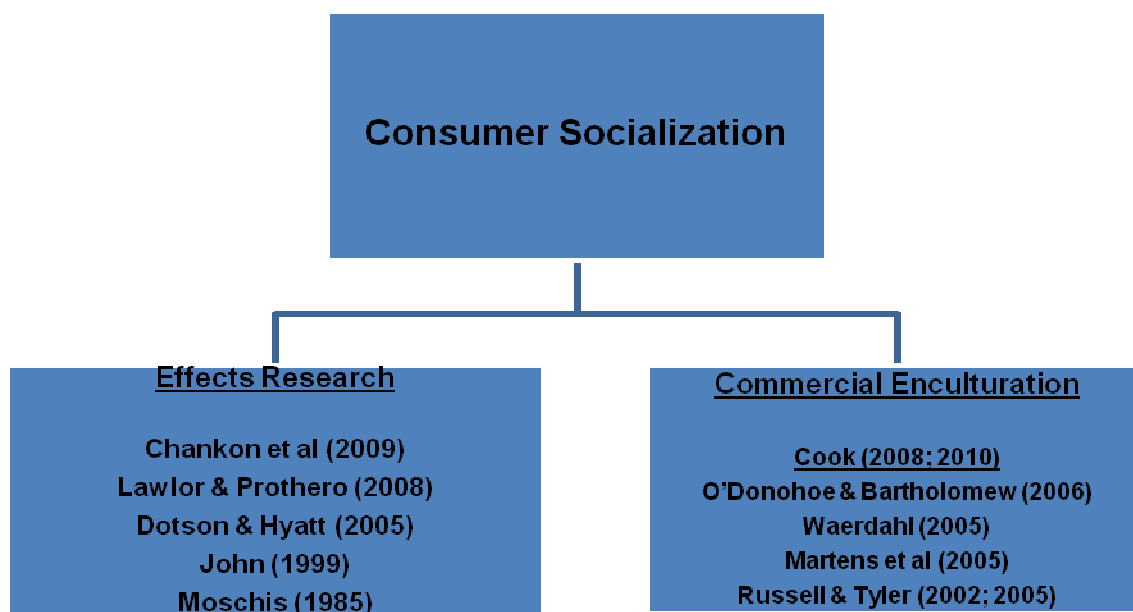 Consumer Socialization
Effects Research
Chankon et al (2009)
Lawlor & Prothero (2008)
Dotson & Hyatt (2005)
John (1999)
Moschis (1985)
Commercial Enculturation
Cook (2008; 2010)
O'Donohoe & Bartholomew (2006)
Waerdahl (2005)
Martens et al (2005)
Russell & Tyler (2002; 2005)